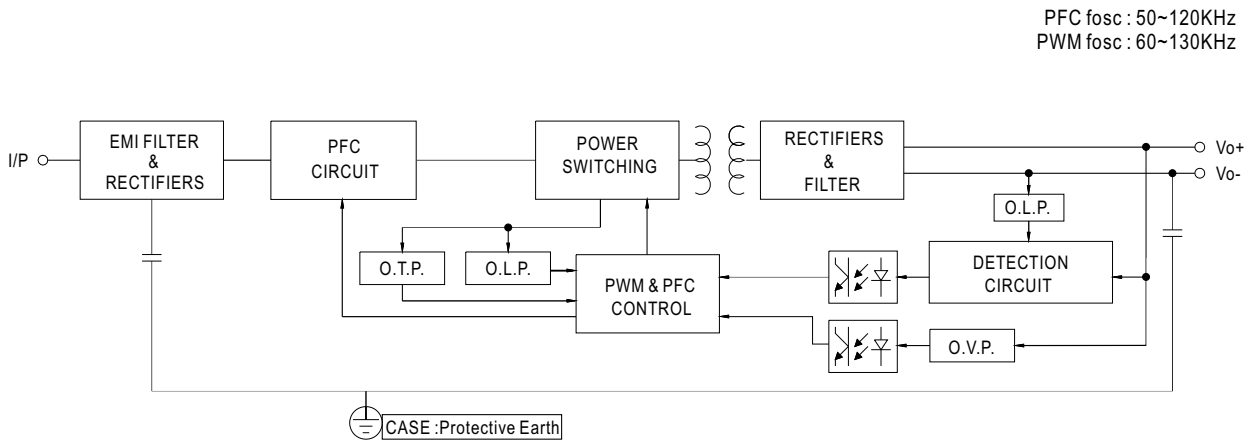 PFC fosc : 50~120KHz
PWM fosc : 60~130KHz
I/P
EMI FILTER
&
RECTIFIERS
PFC
CIRCUIT
POWER
SWITCHING
RECTIFIERS
&
FILTER
Vo+
Vo-
O.L.P.
O.T.P.
O.L.P.
PWM & PFC
CONTROL
DETECTION
CIRCUIT
O.V.P.
CASE :Protective Earth